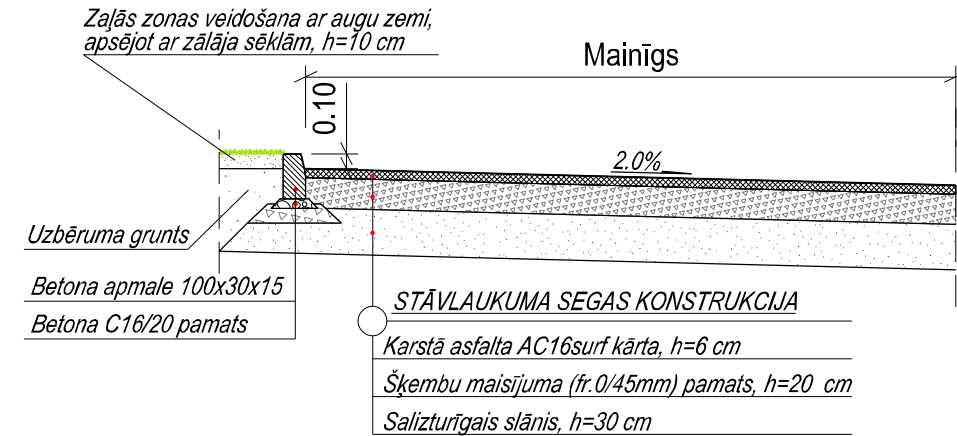 Zaļās zonas veidošana ar augu zemi,
apsējot ar zālāja sēklām, h=10 cm
Mainīgs
0.10
2.0%
Uzbēruma grunts
Betona apmale 100x30x15
Betona C16/20 pamats
STĀVLAUKUMA SEGAS KONSTRUKCIJA
Karstā asfalta AC16surf kārta, h=6 cm
Šķembu maisījuma (fr.0/45mm) pamats, h=20 cm
Salizturīgais slānis, h=30 cm